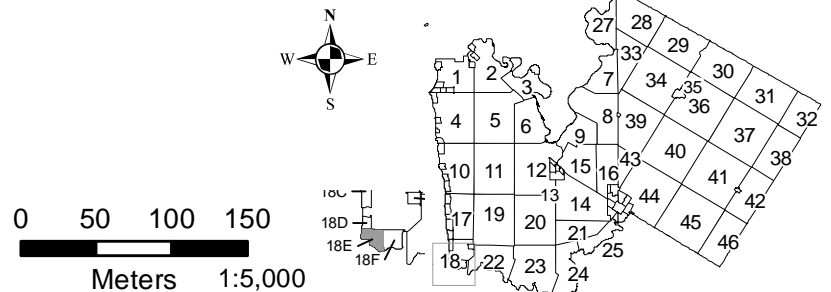 N
W E
S
27 28
29
33
30
1 2 3 7 34 35 31
36 32
4 5 6 8 39 37
9
40 38
10 11 12 15 16 43 41
13 44 42
18C
0 50 100 150
14
18D
17 19 20 45
18E
21 46
18F 25
18 22 23 24
Meters 1:5,000